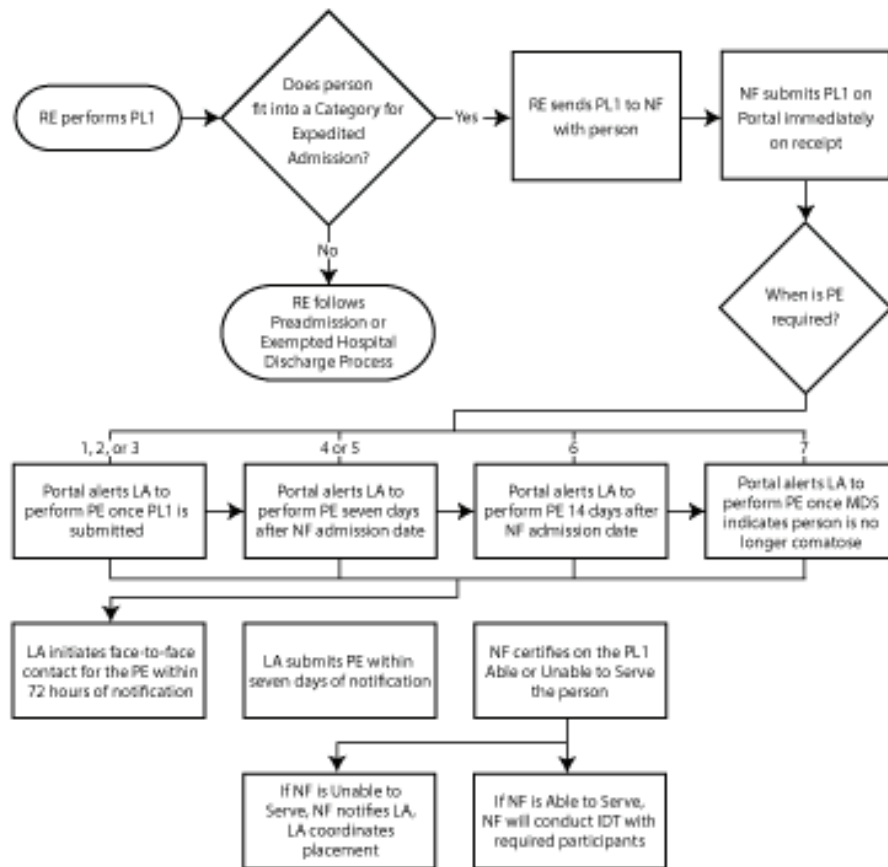 RE performs PL1
Does person
fit into a Category for
Expedited
Admission?
Yes
RE sends PL1 to NF
with person
NF submits PL1 on
Portal immediately
on receipt
No
RE follows
Preadmission or
Exempted Hospital
Discharge Process
When is PE
required?
1, 2, or 3
4 or 5
6
7
Portal alerts LA to
perform PE once PL1 is
submitted
Portal alerts LA to
perform PE seven days
after NF admission date
Portal alerts LA to
perform PE 14 days after
NF admission date
Portal alerts LA to
perform PE once MDS
indicates person is no
longer comatose
LA initiates face-to-face
contact for the PE within
72 hours of notification
LA submits PE within
seven days of notification
NF certifies on the PL1
Able or Unable to Serve
the person
If NF is Unable to
Serve, NF notifies LA,
LA coordinates
placement
If NF is Able to Serve,
NF will conduct IDT with
required participants